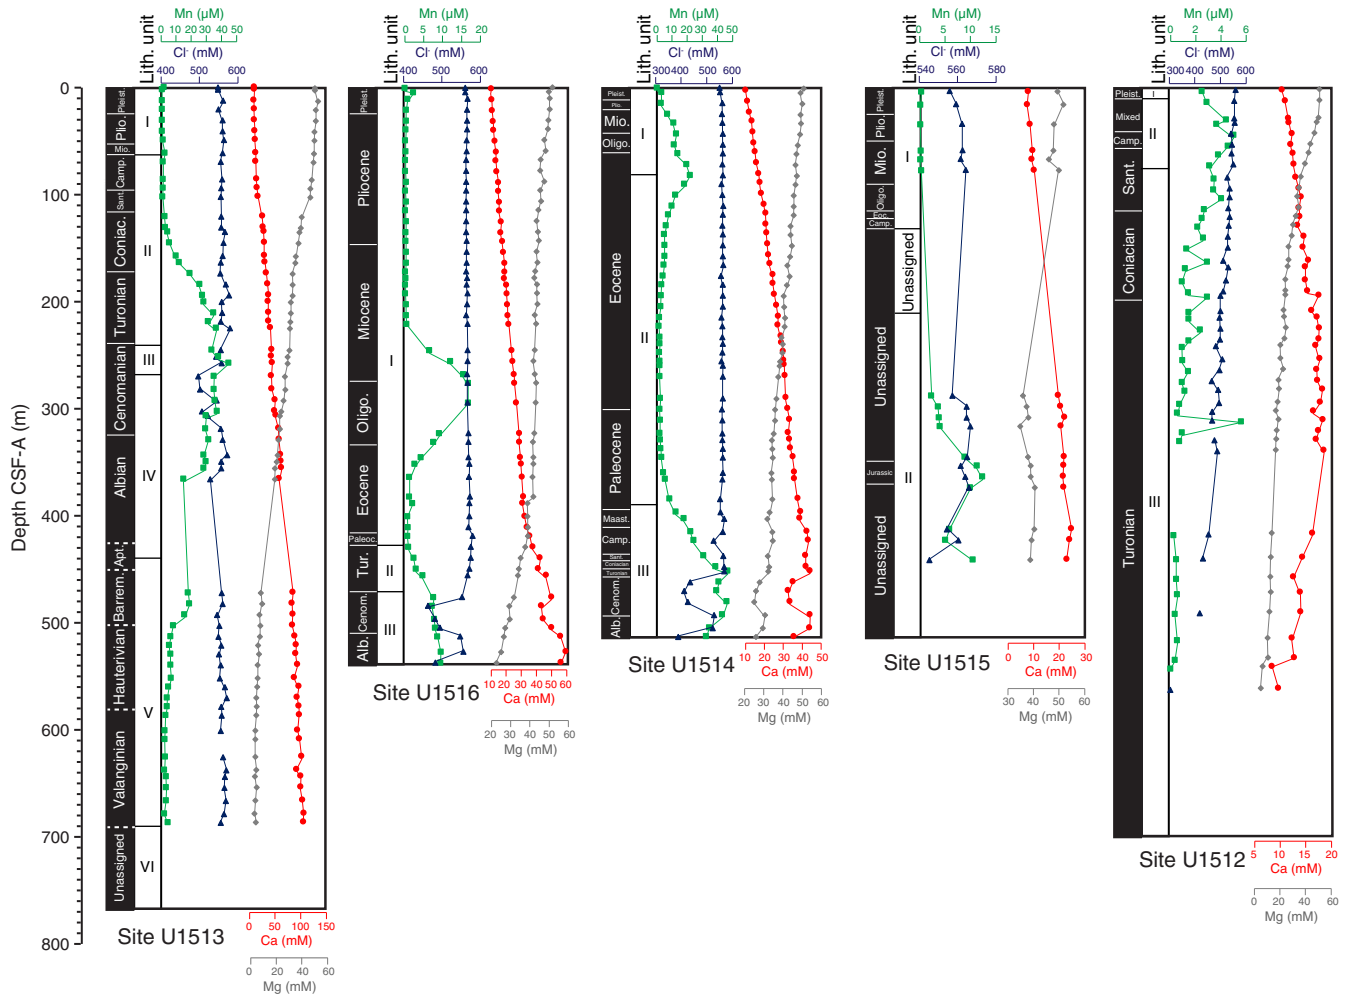 Depth CSF-A (m)
0
100
200
300
400
500
600
700
800
Lith. unit
Mn (μM)
0 10 20 30 40 50
Cl⁻ (mM)
400 500 600
Pleist.
Plio.
Mio.
Camp.
Sant.
Coniac.
Turonian
Cenomanian
Albian
Apt.
Barrem.
Hauterivian
Valanginian
Unassigned
I
II
III
IV
V
VI
Site U1513
0 50 100 150
Ca (mM)
0 20 40 60
Mg (mM)
Lith. unit
Mn (μM)
0 5 10 15 20
Cl⁻ (mM)
400 500 600
Pleist.
Pliocene
Miocene
Oligo.
Eocene
Paleoc.
Tur.
Cenom.
Alb.
I
II
III
Site U1516
10 20 30 40 50 60
Ca (mM)
20 30 40 50 60
Mg (mM)
Lith. unit
Mn (μM)
0 10 20 30 40 50
Cl⁻ (mM)
300 400 500 600
Pleist.
Plio.
Mio.
Oligo.
Eocene
Paleocene
Maast.
Camp.
Sant.
Coniacian
Turonian
Cenom.
Alb.
I
II
III
Site U1514
10 20 30 40 50
Ca (mM)
20 30 40 50 60
Mg (mM)
Lith. unit
Mn (μM)
0 5 10 15
Cl⁻ (mM)
540 560 580
Pleist.
Plio.
Mio.
Oligo.
Eoc.
Camp.
Unassigned
Jurassic
Unassigned
I
Unassigned
II
Site U1515
0 10 20 30
Ca (mM)
30 40 50 60
Mg (mM)
Lith. unit
Mn (μM)
0 2 4 6
Cl⁻ (mM)
300 400 500 600
Pleist.
Mixed
Camp.
Sant.
Coniacian
Turonian
I
II
III
Site U1512
5 10 15 20
Ca (mM)
0 20 40 60
Mg (mM)